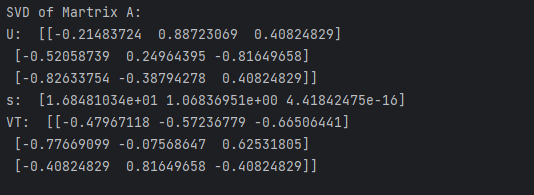 SVD of Martrix A:
U:  [[-0.21483724  0.88723069  0.40824829]
[-0.52058739  0.24964395 -0.81649658]
[-0.82633754 -0.38794278  0.40824829]]
s:  [1.68481034e+01 1.06836951e+00 4.41842475e-16]
VT:  [[-0.47967118 -0.57236779 -0.66506441]
[-0.77669099 -0.07568647  0.62531805]
[-0.40824829  0.81649658 -0.40824829]]